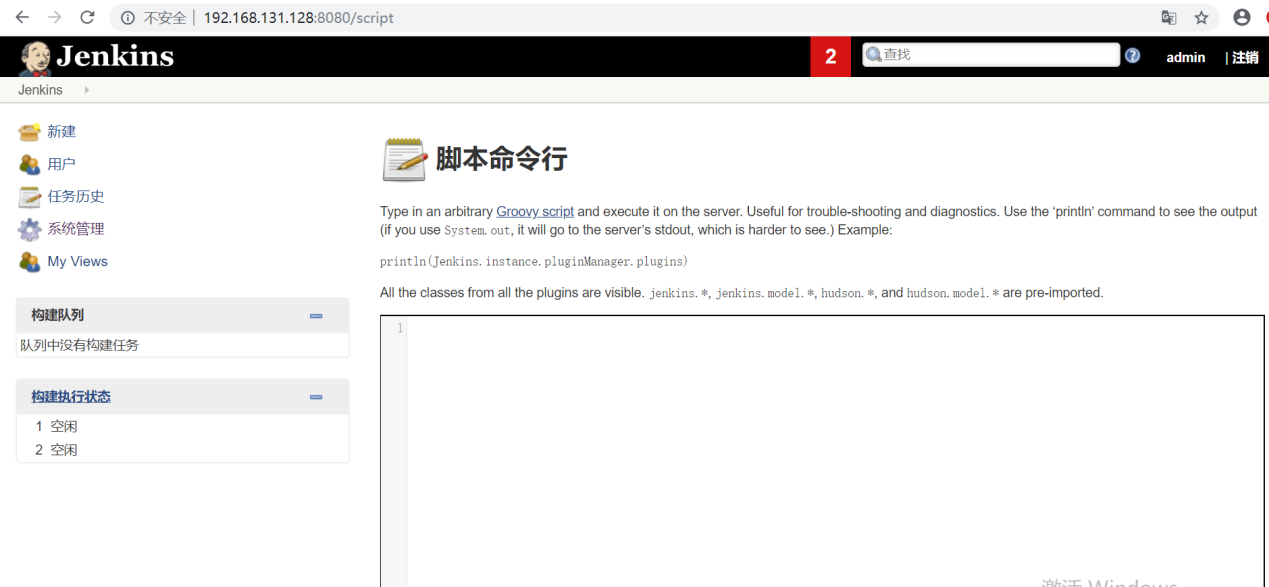 不安全 | 192.168.131.128:8080/script
Jenkins
2
查找
admin
| 注销
Jenkins
新建
用户
任务历史
系统管理
My Views
构建队列
队列中没有构建任务
构建执行状态
1 空闲
2 空闲
脚本命令行
Type in an arbitrary Groovy script and execute it on the server. Useful for trouble-shooting and diagnostics. Use the ‘println’ command to see the output
(if you use System.out, it will go to the server’s stdout, which is harder to see.) Example:
println(Jenkins.instance.pluginManager.plugins)
All the classes from all the plugins are visible. jenkins.*, jenkins.model.*, hudson.*, and hudson.model.* are pre-imported.
1
激活 Windows